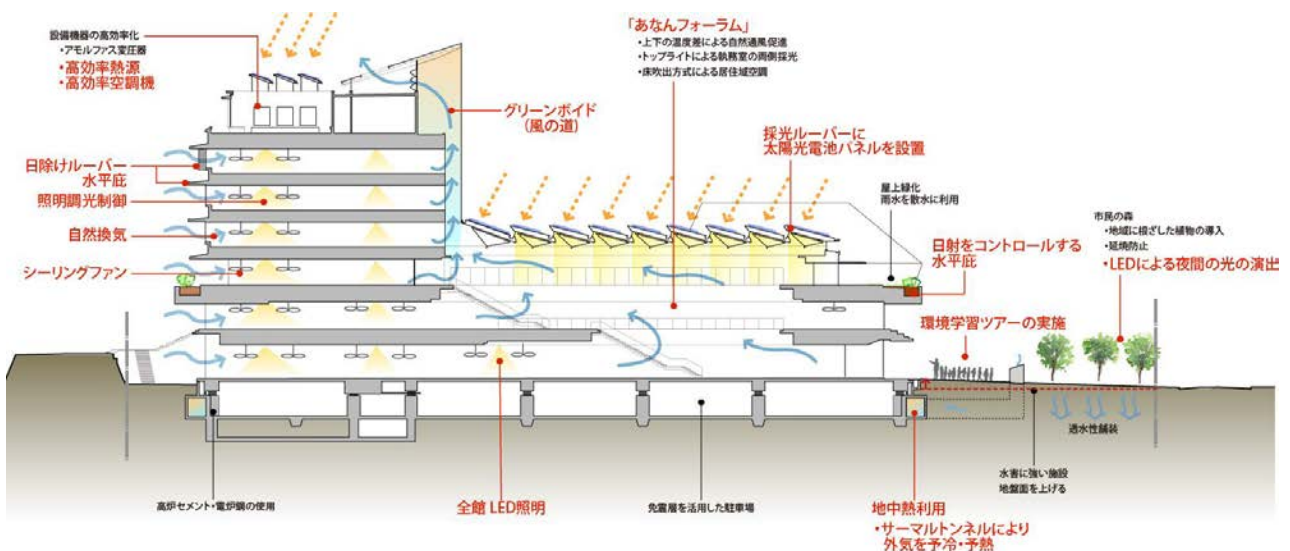 設備機器の高効率化
・アモルファス変圧器
・高効率熱源
・高効率空調機
「あなんフォーラム」
・上下の温度差による自然通風促進
・トップライトによる執務室の両側採光
・床吹出方式による居住域空調
グリーンボイド
(風の道)
採光ルーバーに
太陽光電池パネルを設置
日除けルーバー
水平庇
照明調光制御
自然換気
シーリングファン
屋上緑化
雨水を散水に利用
市民の森
・地域に根ざした植物の導入
・延焼防止
・LEDによる夜間の光の演出
日射をコントロールする
水平庇
環境学習ツアーの実施
透水性舗装
水害に強い施設
地盤面を上げる
高炉セメント・電炉鋼の使用
全館 LED照明
免震層を活用した駐車場
地中熱利用
・サーマルトンネルにより
外気を予冷・予熱